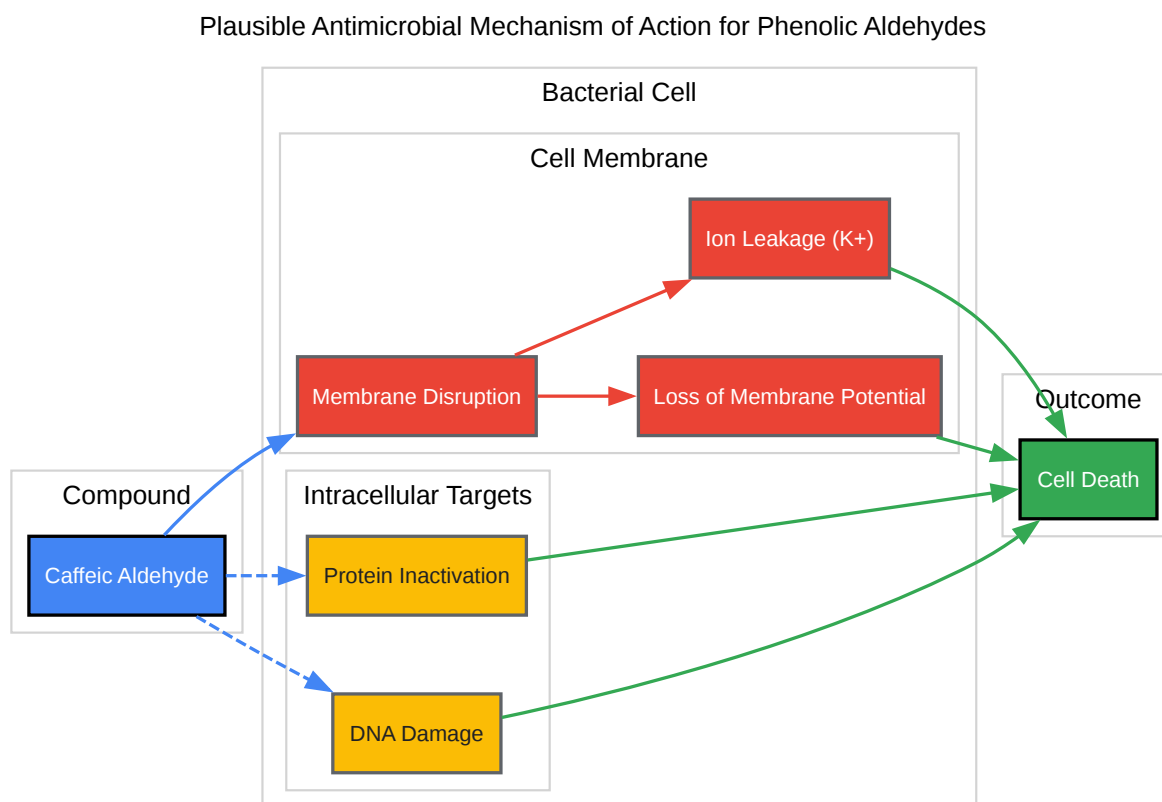 Plausible Antimicrobial Mechanism of Action for Phenolic Aldehydes
Bacterial Cell
Cell Membrane
Ion Leakage (K+)
Membrane Disruption
Loss of Membrane Potential
Outcome
Cell Death
Compound
Caffeic Aldehyde
Intracellular Targets
Protein Inactivation
DNA Damage